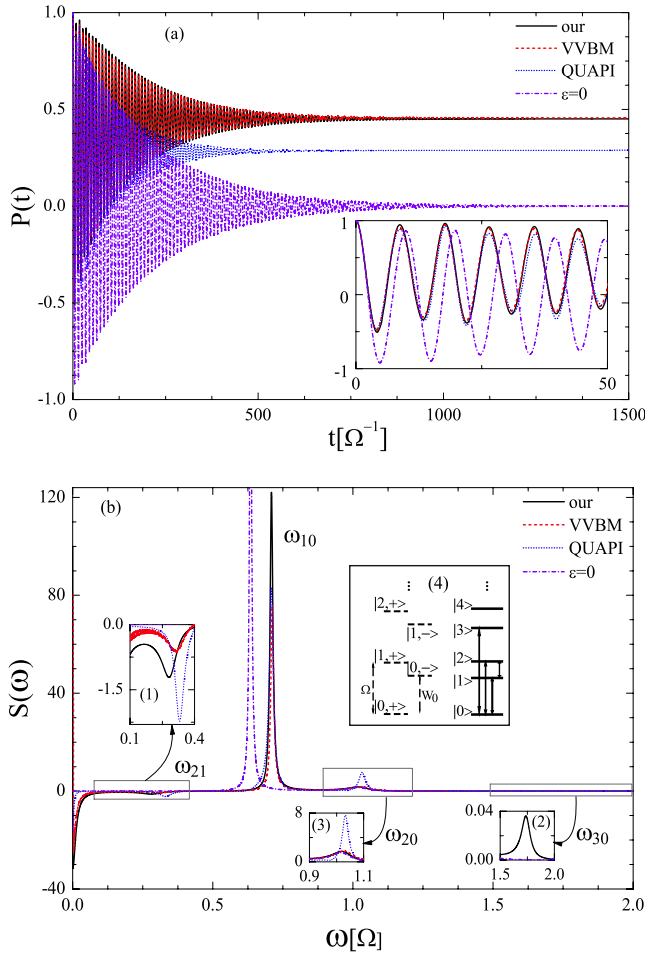 1.0
0.5
0.0
-0.5
1.0
P(t)
(a)
our
VVBM
QUAPI
ε=0
1
0
-1
0
50
0
500
1000
1500
t[Ω⁻¹]
120
80
40
0
-40
S(ω)
(b)
our
VVBM
QUAPI
ε=0
ω₁₀
(4)
|2,+>
|1,->
|1,+>
|0,->
|0,+>
Ω
W₀
|4>
|3>
|2>
|1>
|0>
0.0
-1.5
(1)
0.1
0.4
ω₂₁
8
0
(3)
0.9
1.1
ω₂₀
0.04
0.00
(2)
1.5
2.0
ω₃₀
0.0
0.5
1.0
1.5
2.0
ω[Ω]